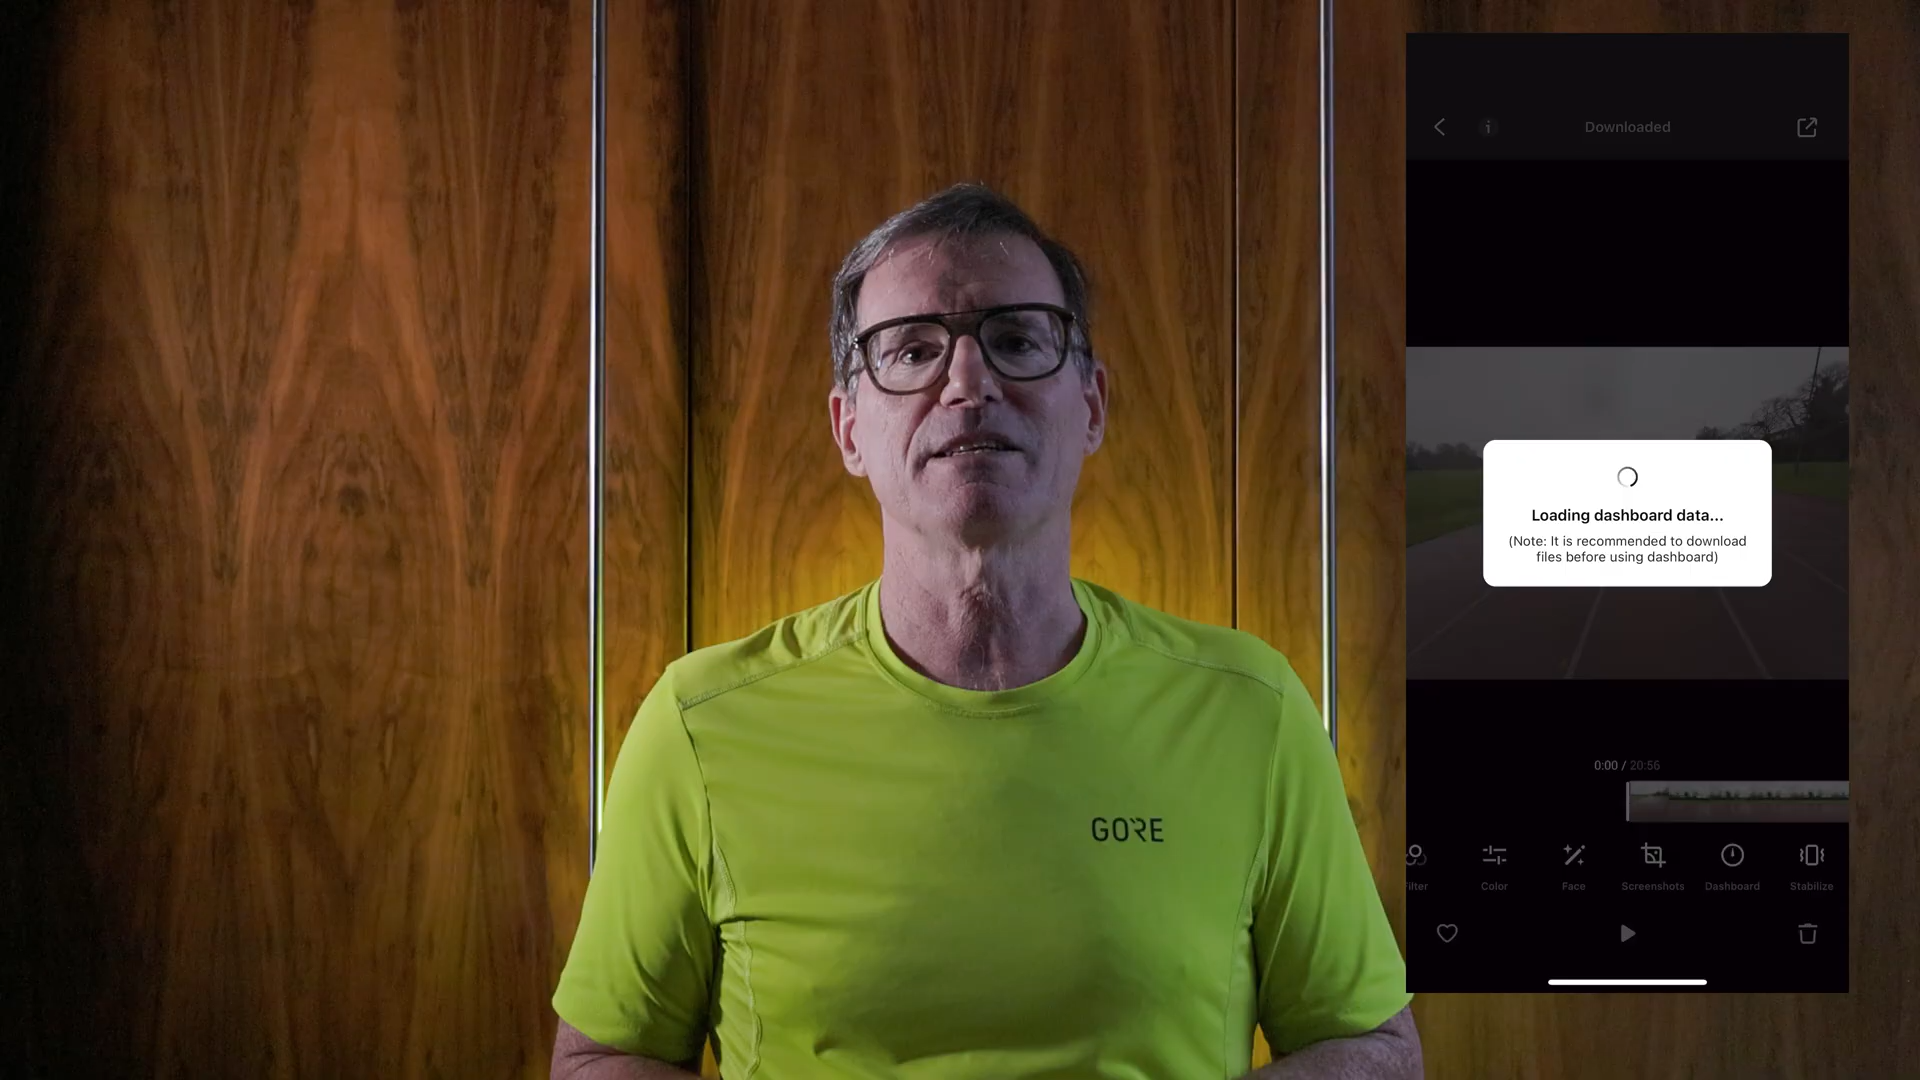 Downloaded
Loading dashboard data...
(Note: It is recommended to download
files before using dashboard)
0:00 / 20:56
Filter
Color
Face
Screenshots
Dashboard
Stabilize
GORE